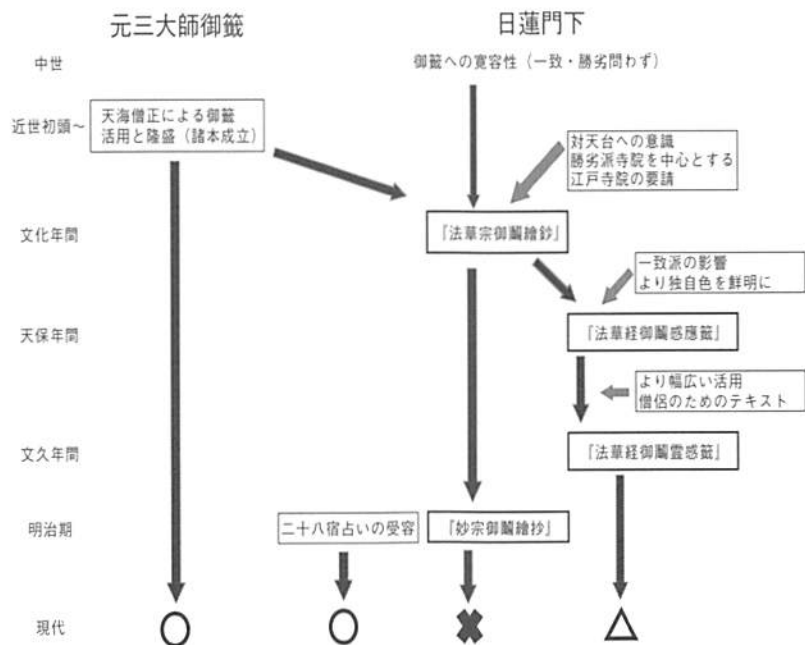 元三大師御籤
日蓮門下
中世
御籤への寛容性（一致・勝劣問わず）
近世初頭～
天海僧正による御籤
活用と隆盛（諸本成立）
対天台への意識
勝劣派寺院を中心とする
江戸寺院の要請
文化年間
『法華宗御鬮繪鈔』
一致派の影響
より独自色を鮮明に
天保年間
『法華経御鬮感應籤』
より幅広い活用
僧侶のためのテキスト
文久年間
『法華経御鬮霊感籤』
明治期
二十八宿占いの受容
『妙宗御鬮繪抄』
現代